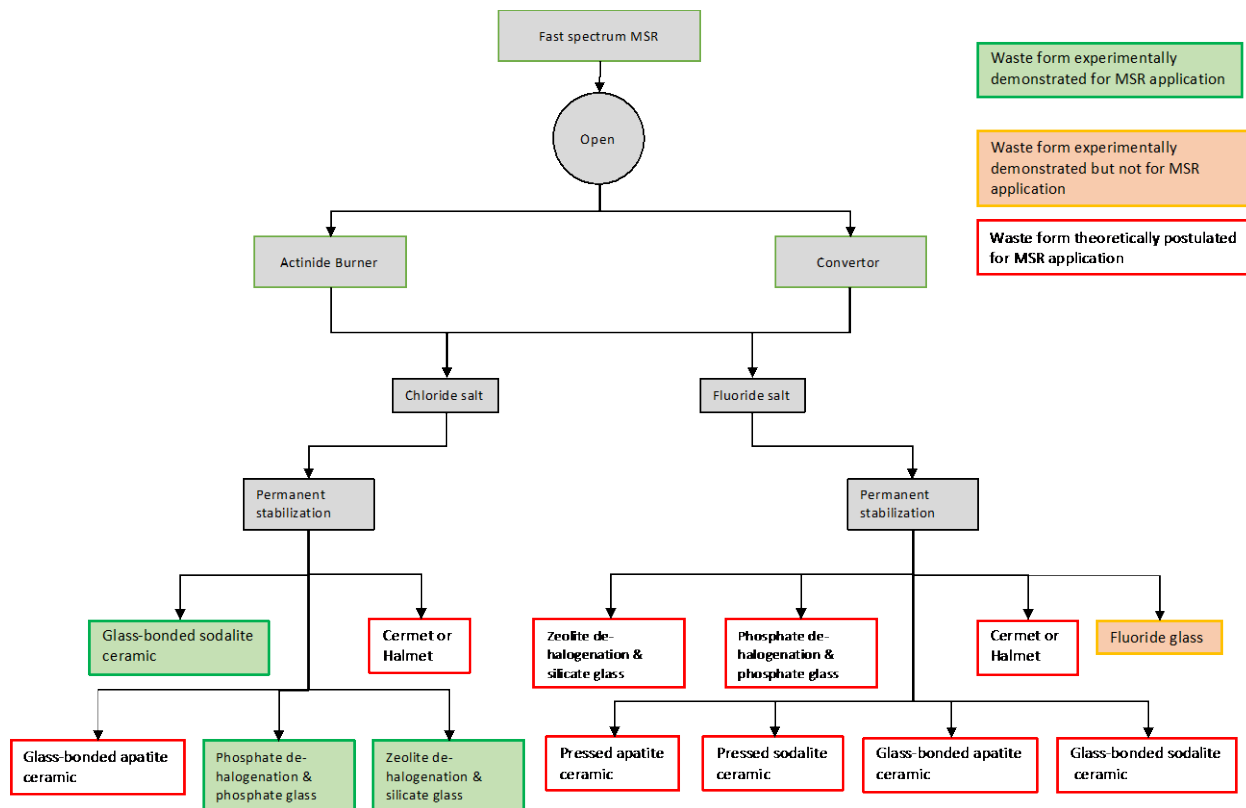 Fast spectrum MSR
Waste form experimentally
demonstrated for MSR application
Open
Waste form experimentally
demonstrated but not for MSR
application
Waste form theoretically postulated
for MSR application
Actinide Burner
Convertor
Chloride salt
Fluoride salt
Permanent
stabilization
Permanent
stabilization
Glass-bonded sodalite
ceramic
Cermet or
Halmet
Zeolite de-
halogenation &
silicate glass
Phosphate de-
halogenation &
phosphate glass
Cermet or
Halmet
Fluoride glass
Glass-bonded apatite
ceramic
Phosphate de-
halogenation &
phosphate glass
Zeolite de-
halogenation &
silicate glass
Pressed apatite
ceramic
Pressed sodalite
ceramic
Glass-bonded apatite
ceramic
Glass-bonded sodalite
ceramic